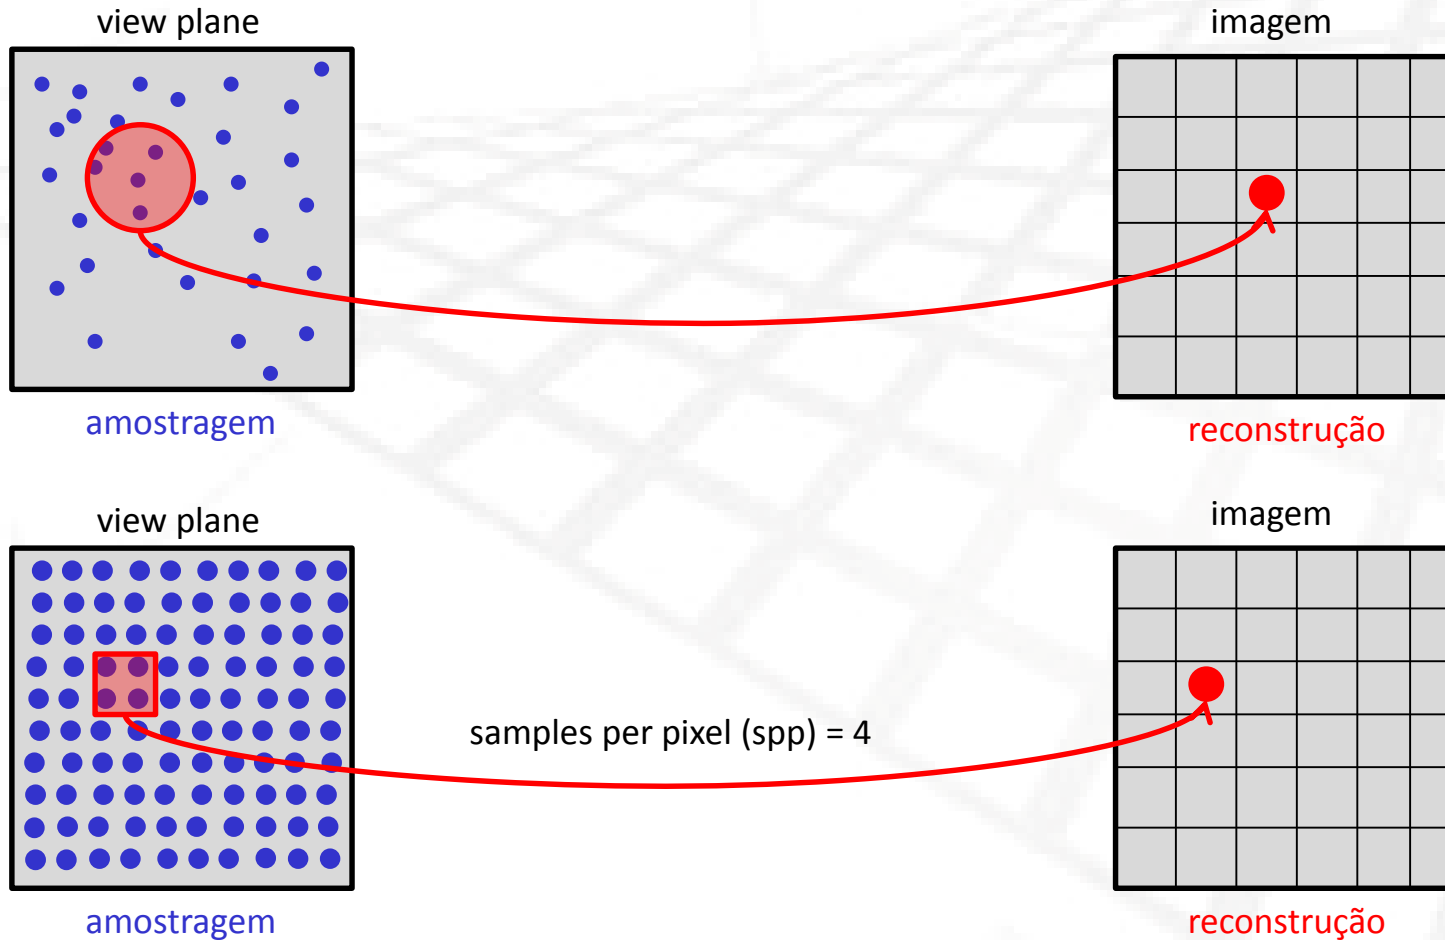 view plane
imagem
amostragem
reconstrução
view plane
imagem
samples per pixel (spp) = 4
amostragem
reconstrução